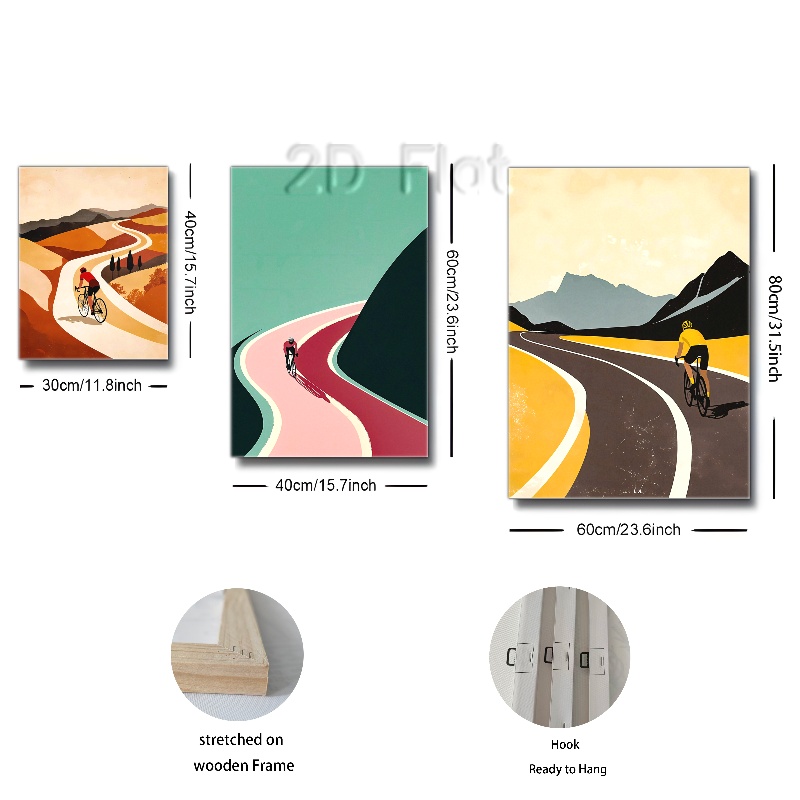 2D Flat
40cm/15.7inch
60cm/23.6inch
80cm/31.5inch
30cm/11.8inch
40cm/15.7inch
60cm/23.6inch
stretched on
wooden Frame
Hook
Ready to Hang